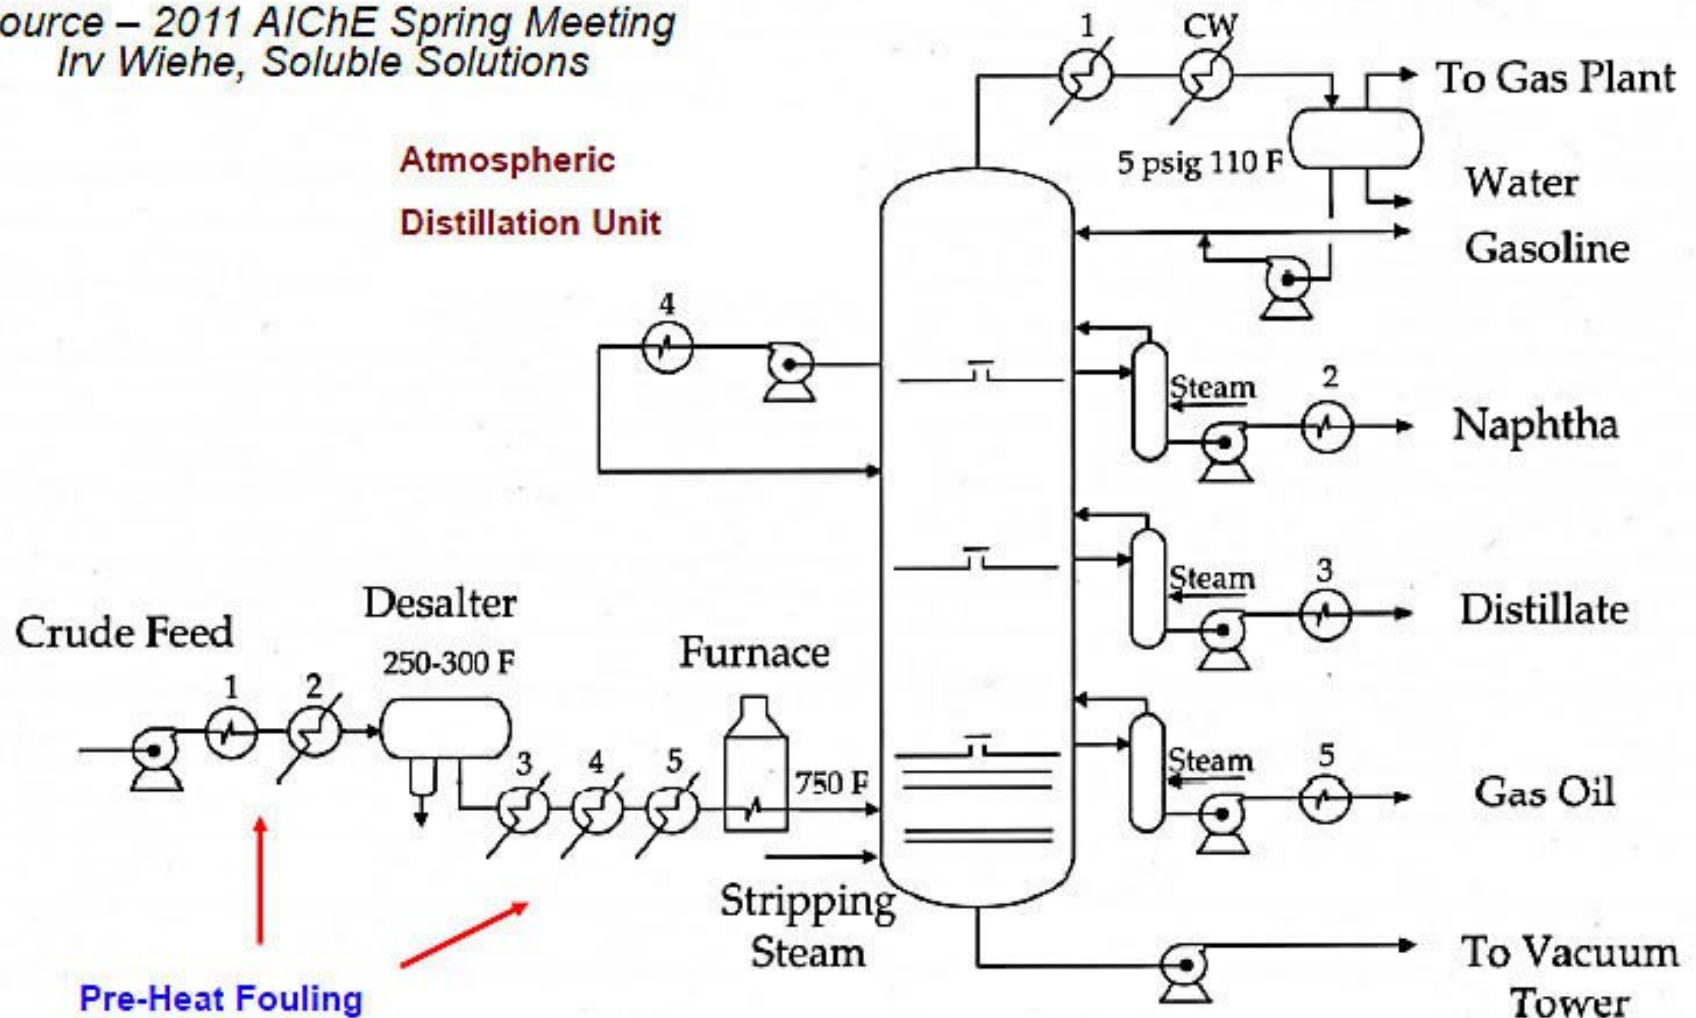 ource – 2011 AIChE Spring Meeting
Irv Wiehe, Soluble Solutions
Atmospheric
Distillation Unit
1
CW
To Gas Plant
5 psig 110 F
Water
Gasoline
4
Steam
2
Naphtha
Steam
3
Distillate
Crude Feed
Desalter
250-300 F
Furnace
1
2
3
4
5
750 F
Steam
5
Gas Oil
Stripping
Steam
To Vacuum
Tower
Pre-Heat Fouling